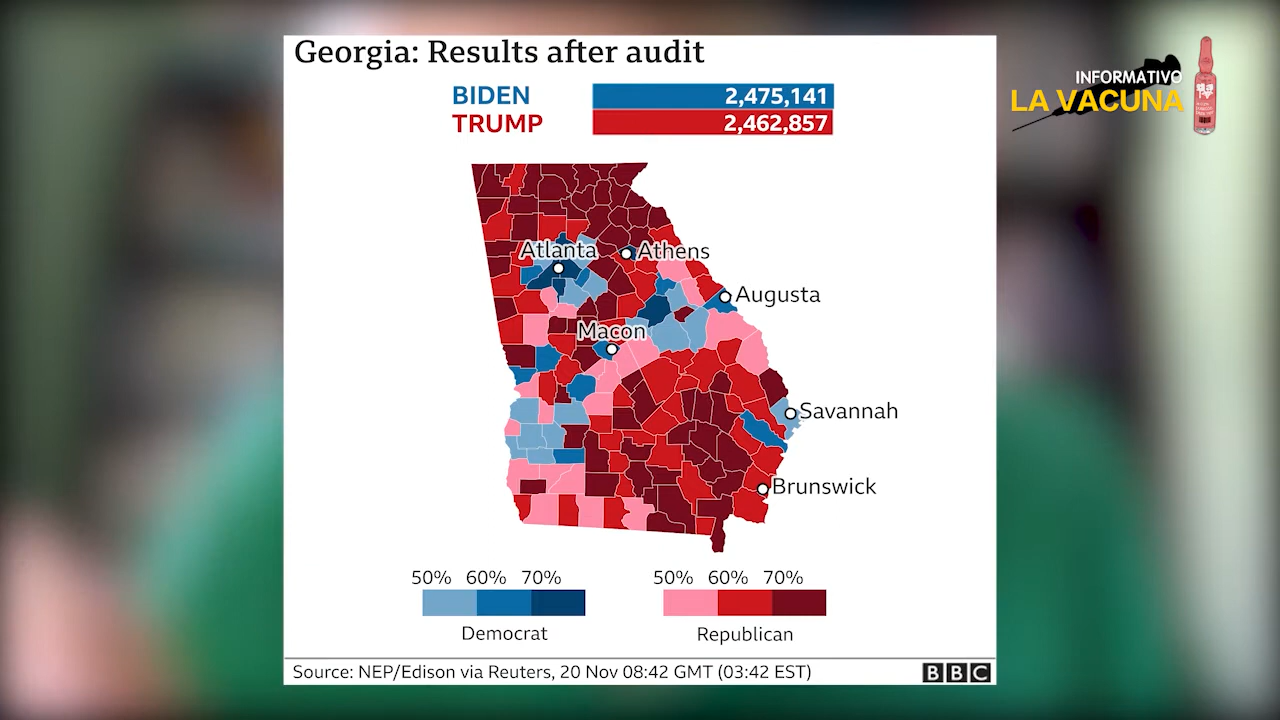 Georgia: Results after audit
INFORMATIVO
LA VACUNA
BIDEN 2,475,141
TRUMP 2,462,857
Atlanta
Athens
Augusta
Macon
Savannah
Brunswick
50% 60% 70%
50% 60% 70%
Democrat
Republican
Source: NEP/Edison via Reuters, 20 Nov 08:42 GMT (03:42 EST)
BBC